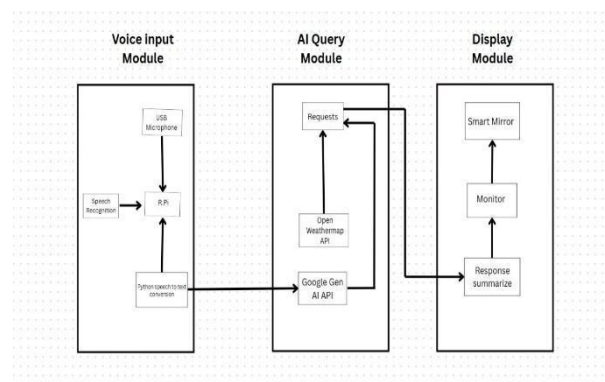 Voice input
Module
AI Query
Module
Display
Module
USB
Microphone
Speech
Recognition
R.Pi
Python speech to text
conversion
Requests
Open
Weathermap
API
Google Gen
AI API
Smart Mirror
Monitor
Response
summarize